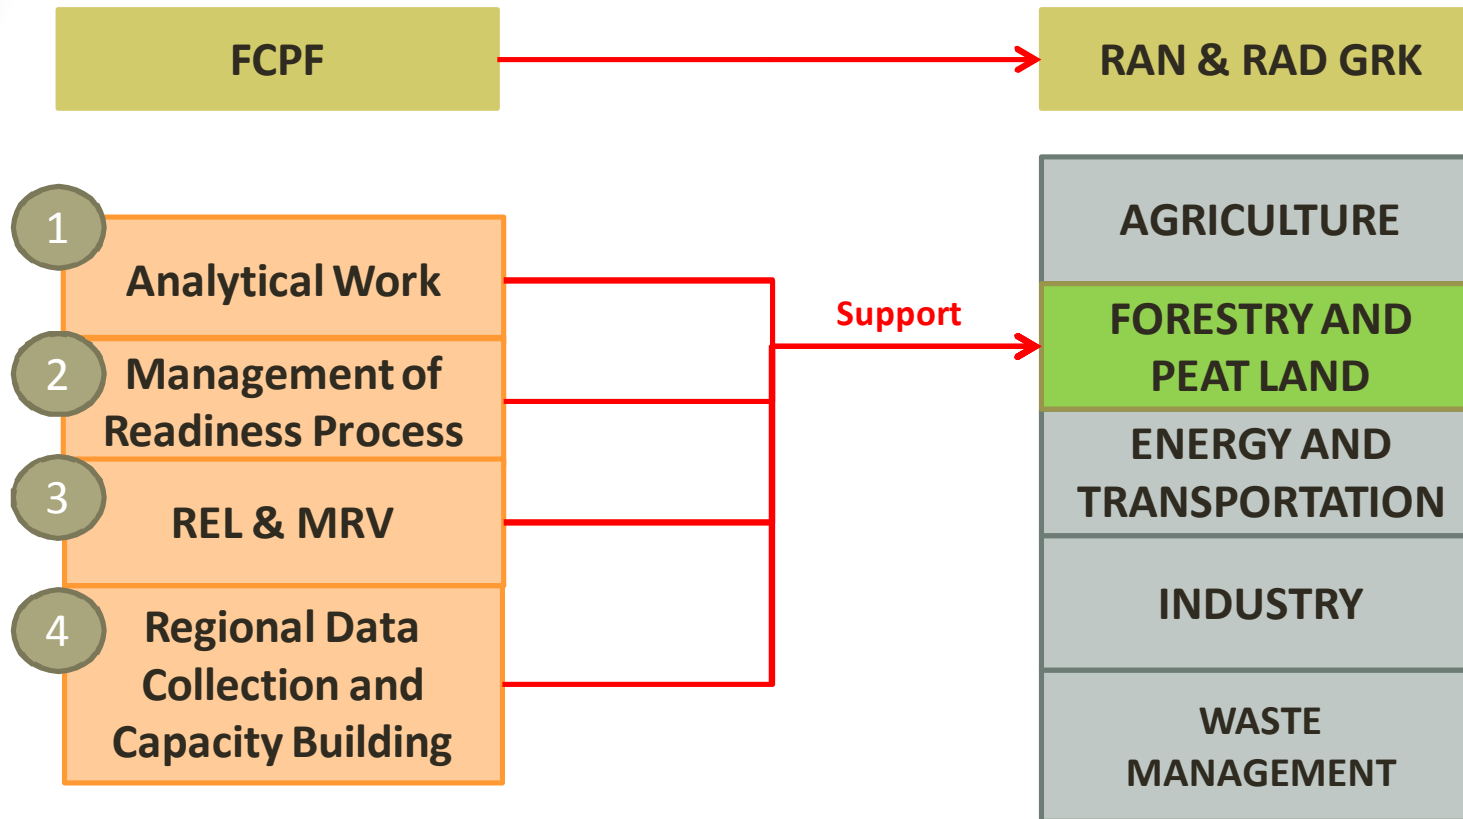 FCPF
RAN & RAD GRK
1
Analytical Work
2
Management of
Readiness Process
3
REL & MRV
4
Regional Data
Collection and
Capacity Building
Support
AGRICULTURE
FORESTRY AND
PEAT LAND
ENERGY AND
TRANSPORTATION
INDUSTRY
WASTE
MANAGEMENT